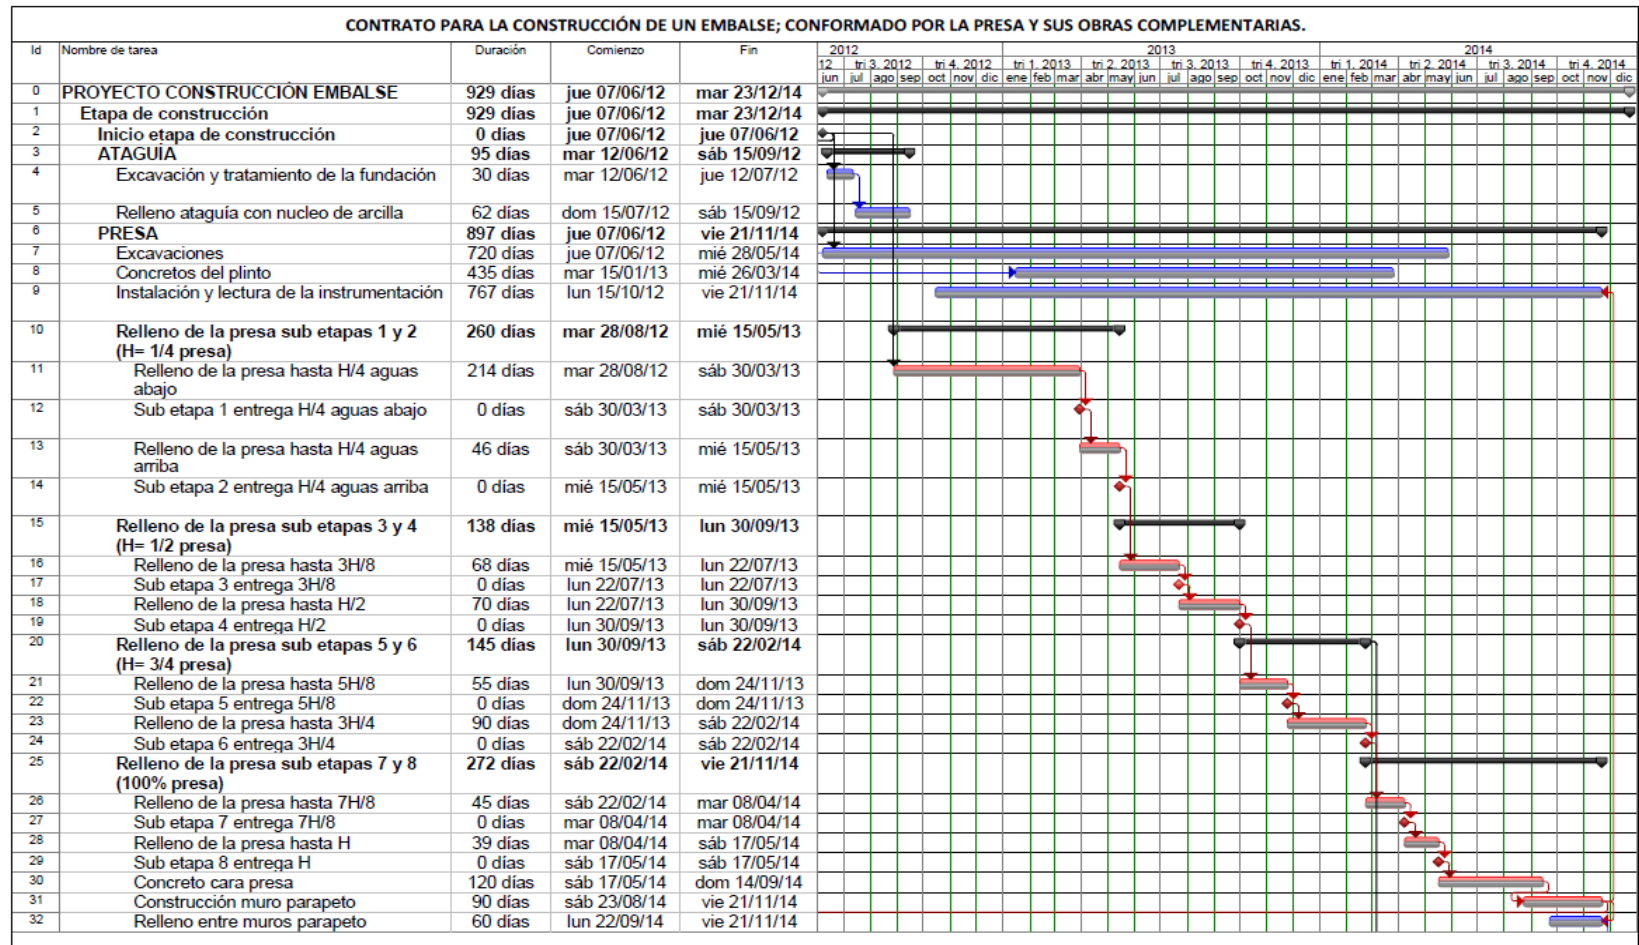 CONTRATO PARA LA CONSTRUCCIÓN DE UN EMBALSE; CONFORMADO POR LA PRESA Y SUS OBRAS COMPLEMENTARIAS.
Id Nombre de tarea Duración Comienzo Fin 2012 2013 2014
12 tri 3, 2012 tri 4, 2012 tri 1, 2013 tri 2, 2013 tri 3, 2013 tri 4, 2013 tri 1, 2014 tri 2, 2014 tri 3, 2014 tri 4, 2014
jun jul ago sep oct nov dic ene feb mar abr may jun jul ago sep oct nov dic ene feb mar abr may jun jul ago sep oct nov dic
0 PROYECTO CONSTRUCCIÓN EMBALSE 929 días jue 07/06/12 mar 23/12/14
1 Etapa de construcción 929 días jue 07/06/12 mar 23/12/14
2 Inicio etapa de construcción 0 días jue 07/06/12 jue 07/06/12
3 ATAGUÍA 95 días mar 12/06/12 sáb 15/09/12
4 Excavación y tratamiento de la fundación 30 días mar 12/06/12 jue 12/07/12
5 Relleno ataguía con nucleo de arcilla 62 días dom 15/07/12 sáb 15/09/12
6 PRESA 897 días jue 07/06/12 vie 21/11/14
7 Excavaciones 720 días jue 07/06/12 mié 28/05/14
8 Concretos del plinto 435 días mar 15/01/13 mié 26/03/14
9 Instalación y lectura de la instrumentación 767 días lun 15/10/12 vie 21/11/14
10 Relleno de la presa sub etapas 1 y 2 260 días mar 28/08/12 mié 15/05/13
(H= 1/4 presa)
11 Relleno de la presa hasta H/4 aguas 214 días mar 28/08/12 sáb 30/03/13
abajo
12 Sub etapa 1 entrega H/4 aguas abajo 0 días sáb 30/03/13 sáb 30/03/13
13 Relleno de la presa hasta H/4 aguas 46 días sáb 30/03/13 mié 15/05/13
arriba
14 Sub etapa 2 entrega H/4 aguas arriba 0 días mié 15/05/13 mié 15/05/13
15 Relleno de la presa sub etapas 3 y 4 138 días mié 15/05/13 lun 30/09/13
(H= 1/2 presa)
16 Relleno de la presa hasta 3H/8 68 días mié 15/05/13 lun 22/07/13
17 Sub etapa 3 entrega 3H/8 0 días lun 22/07/13 lun 22/07/13
18 Relleno de la presa hasta H/2 70 días lun 22/07/13 lun 30/09/13
19 Sub etapa 4 entrega H/2 0 días lun 30/09/13 lun 30/09/13
20 Relleno de la presa sub etapas 5 y 6 145 días lun 30/09/13 sáb 22/02/14
(H= 3/4 presa)
21 Relleno de la presa hasta 5H/8 55 días lun 30/09/13 dom 24/11/13
22 Sub etapa 5 entrega 5H/8 0 días dom 24/11/13 dom 24/11/13
23 Relleno de la presa hasta 3H/4 90 días dom 24/11/13 sáb 22/02/14
24 Sub etapa 6 entrega 3H/4 0 días sáb 22/02/14 sáb 22/02/14
25 Relleno de la presa sub etapas 7 y 8 272 días sáb 22/02/14 vie 21/11/14
(100% presa)
26 Relleno de la presa hasta 7H/8 45 días sáb 22/02/14 mar 08/04/14
27 Sub etapa 7 entrega 7H/8 0 días mar 08/04/14 mar 08/04/14
28 Relleno de la presa hasta H 39 días mar 08/04/14 sáb 17/05/14
29 Sub etapa 8 entrega H 0 días sáb 17/05/14 sáb 17/05/14
30 Concreto cara presa 120 días sáb 17/05/14 dom 14/09/14
31 Construcción muro parapeto 90 días sáb 23/08/14 vie 21/11/14
32 Relleno entre muros parapeto 60 días lun 22/09/14 vie 21/11/14